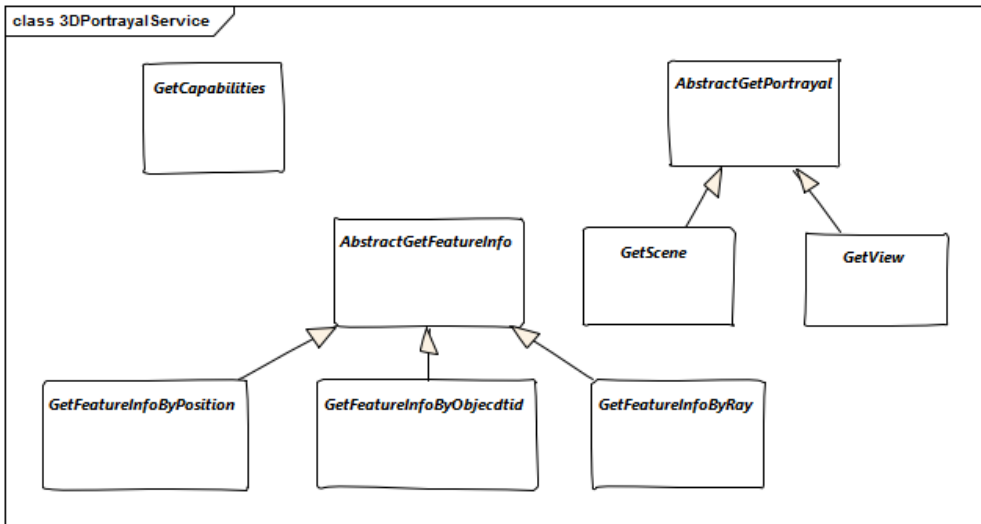 class 3DPortrayalService
GetCapabilities
AbstractGetPortrayal
AbstractGetFeatureInfo
GetScene
GetView
GetFeatureInfoByPosition
GetFeatureInfoByObjecdtid
GetFeatureInfoByRay